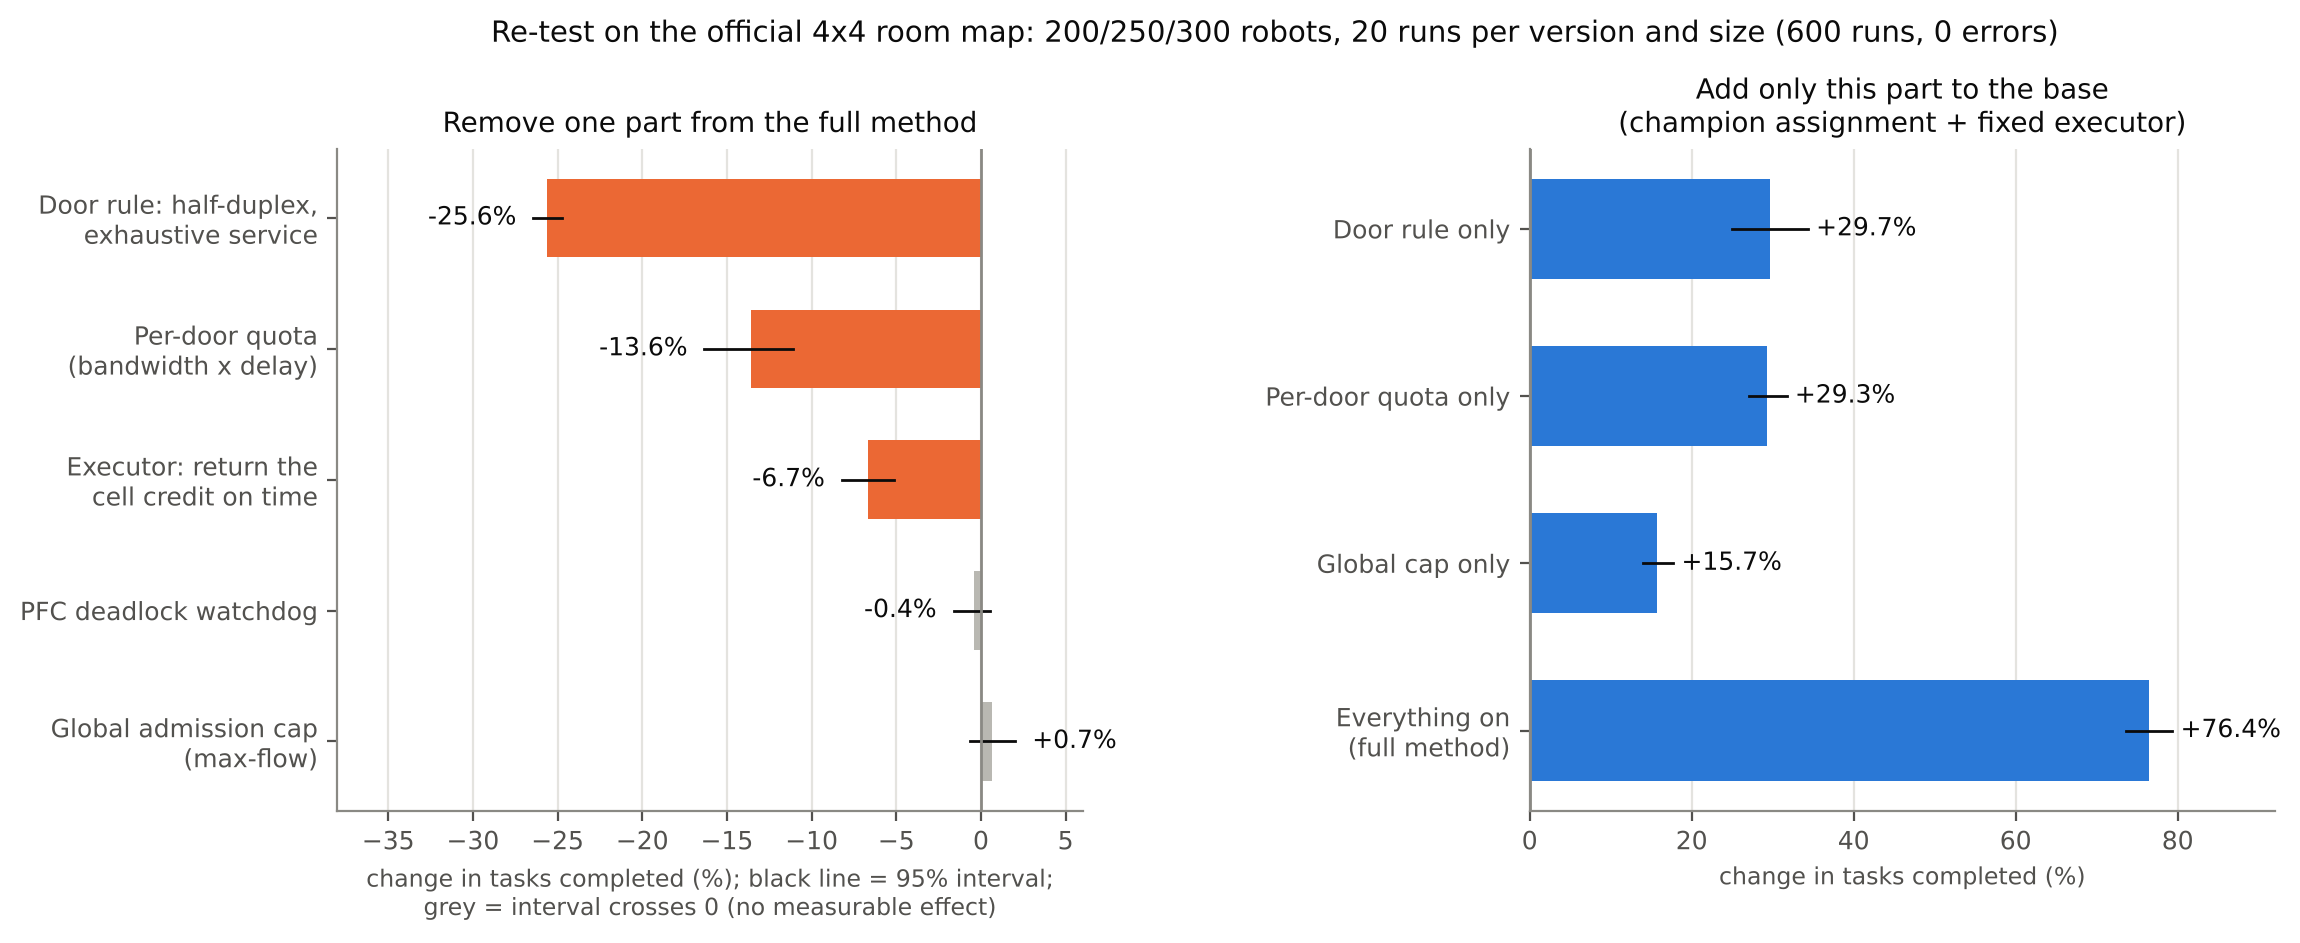 Re-test on the official 4x4 room map: 200/250/300 robots, 20 runs per version and size (600 runs, 0 errors)
Remove one part from the full method
Door rule: half-duplex,
exhaustive service
-25.6%
Per-door quota
(bandwidth x delay)
-13.6%
Executor: return the
cell credit on time
-6.7%
PFC deadlock watchdog
-0.4%
Global admission cap
(max-flow)
+0.7%
−35 −30 −25 −20 −15 −10 −5 0 5
change in tasks completed (%); black line = 95% interval;
grey = interval crosses 0 (no measurable effect)
Add only this part to the base
(champion assignment + fixed executor)
Door rule only
+29.7%
Per-door quota only
+29.3%
Global cap only
+15.7%
Everything on
(full method)
+76.4%
0 20 40 60 80
change in tasks completed (%)